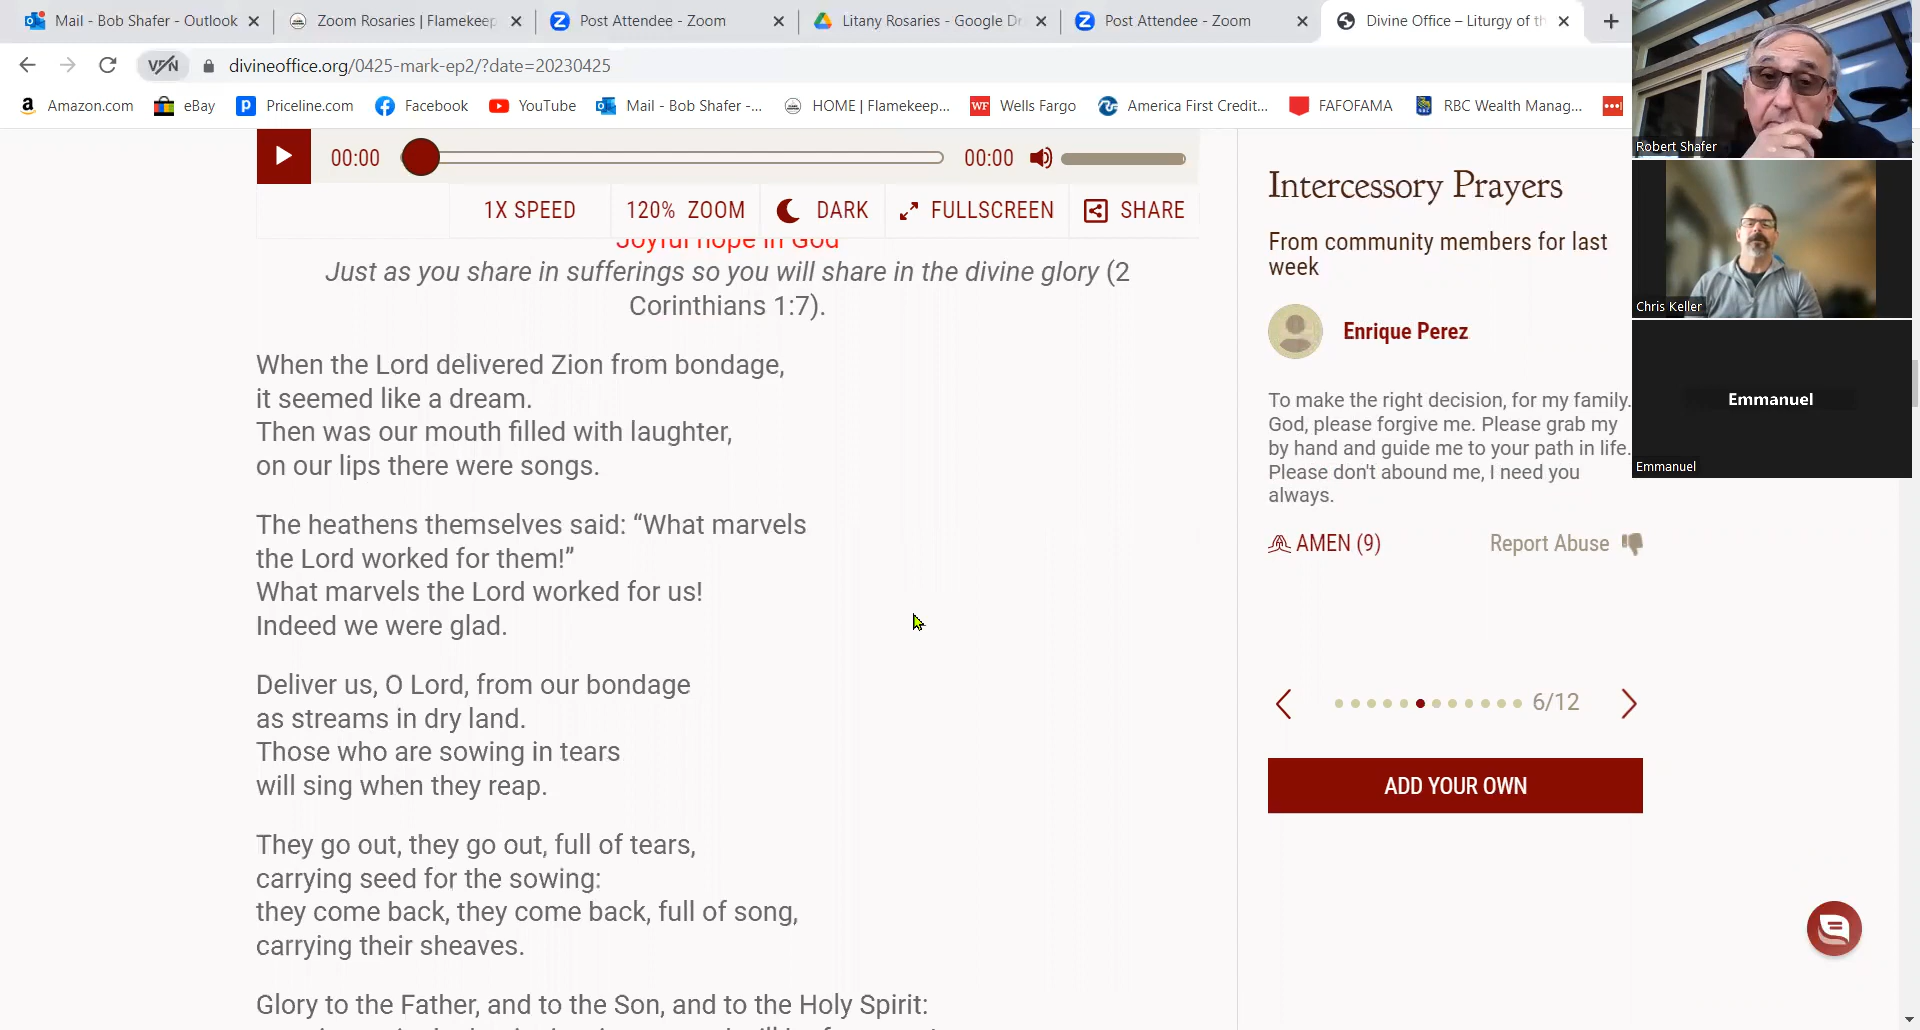 Mail - Bob Shafer - Outlook
Zoom Rosaries | Flamekeep
Post Attendee - Zoom
Litany Rosaries - Google Dr
Post Attendee - Zoom
Divine Office – Liturgy of th
VPN
divineoffice.org/0425-mark-ep2/?date=20230425
Amazon.com
eBay
Priceline.com
Facebook
YouTube
Mail - Bob Shafer -...
HOME | Flamekeep...
WF Wells Fargo
America First Credit...
FAFOFAMA
RBC Wealth Manag...
00:00
00:00
1X SPEED
120% ZOOM
DARK
FULLSCREEN
SHARE
Joyful hope in God
Just as you share in sufferings so you will share in the divine glory (2
Corinthians 1:7).
When the Lord delivered Zion from bondage,
it seemed like a dream.
Then was our mouth filled with laughter,
on our lips there were songs.
The heathens themselves said: “What marvels
the Lord worked for them!”
What marvels the Lord worked for us!
Indeed we were glad.
Deliver us, O Lord, from our bondage
as streams in dry land.
Those who are sowing in tears
will sing when they reap.
They go out, they go out, full of tears,
carrying seed for the sowing:
they come back, they come back, full of song,
carrying their sheaves.
Glory to the Father, and to the Son, and to the Holy Spirit:
Intercessory Prayers
From community members for last
week
Enrique Perez
To make the right decision, for my family.
God, please forgive me. Please grab my
by hand and guide me to your path in life.
Please don't abound me, I need you
always.
AMEN (9)
Report Abuse
6/12
ADD YOUR OWN
Robert Shafer
Chris Keller
Emmanuel
Emmanuel